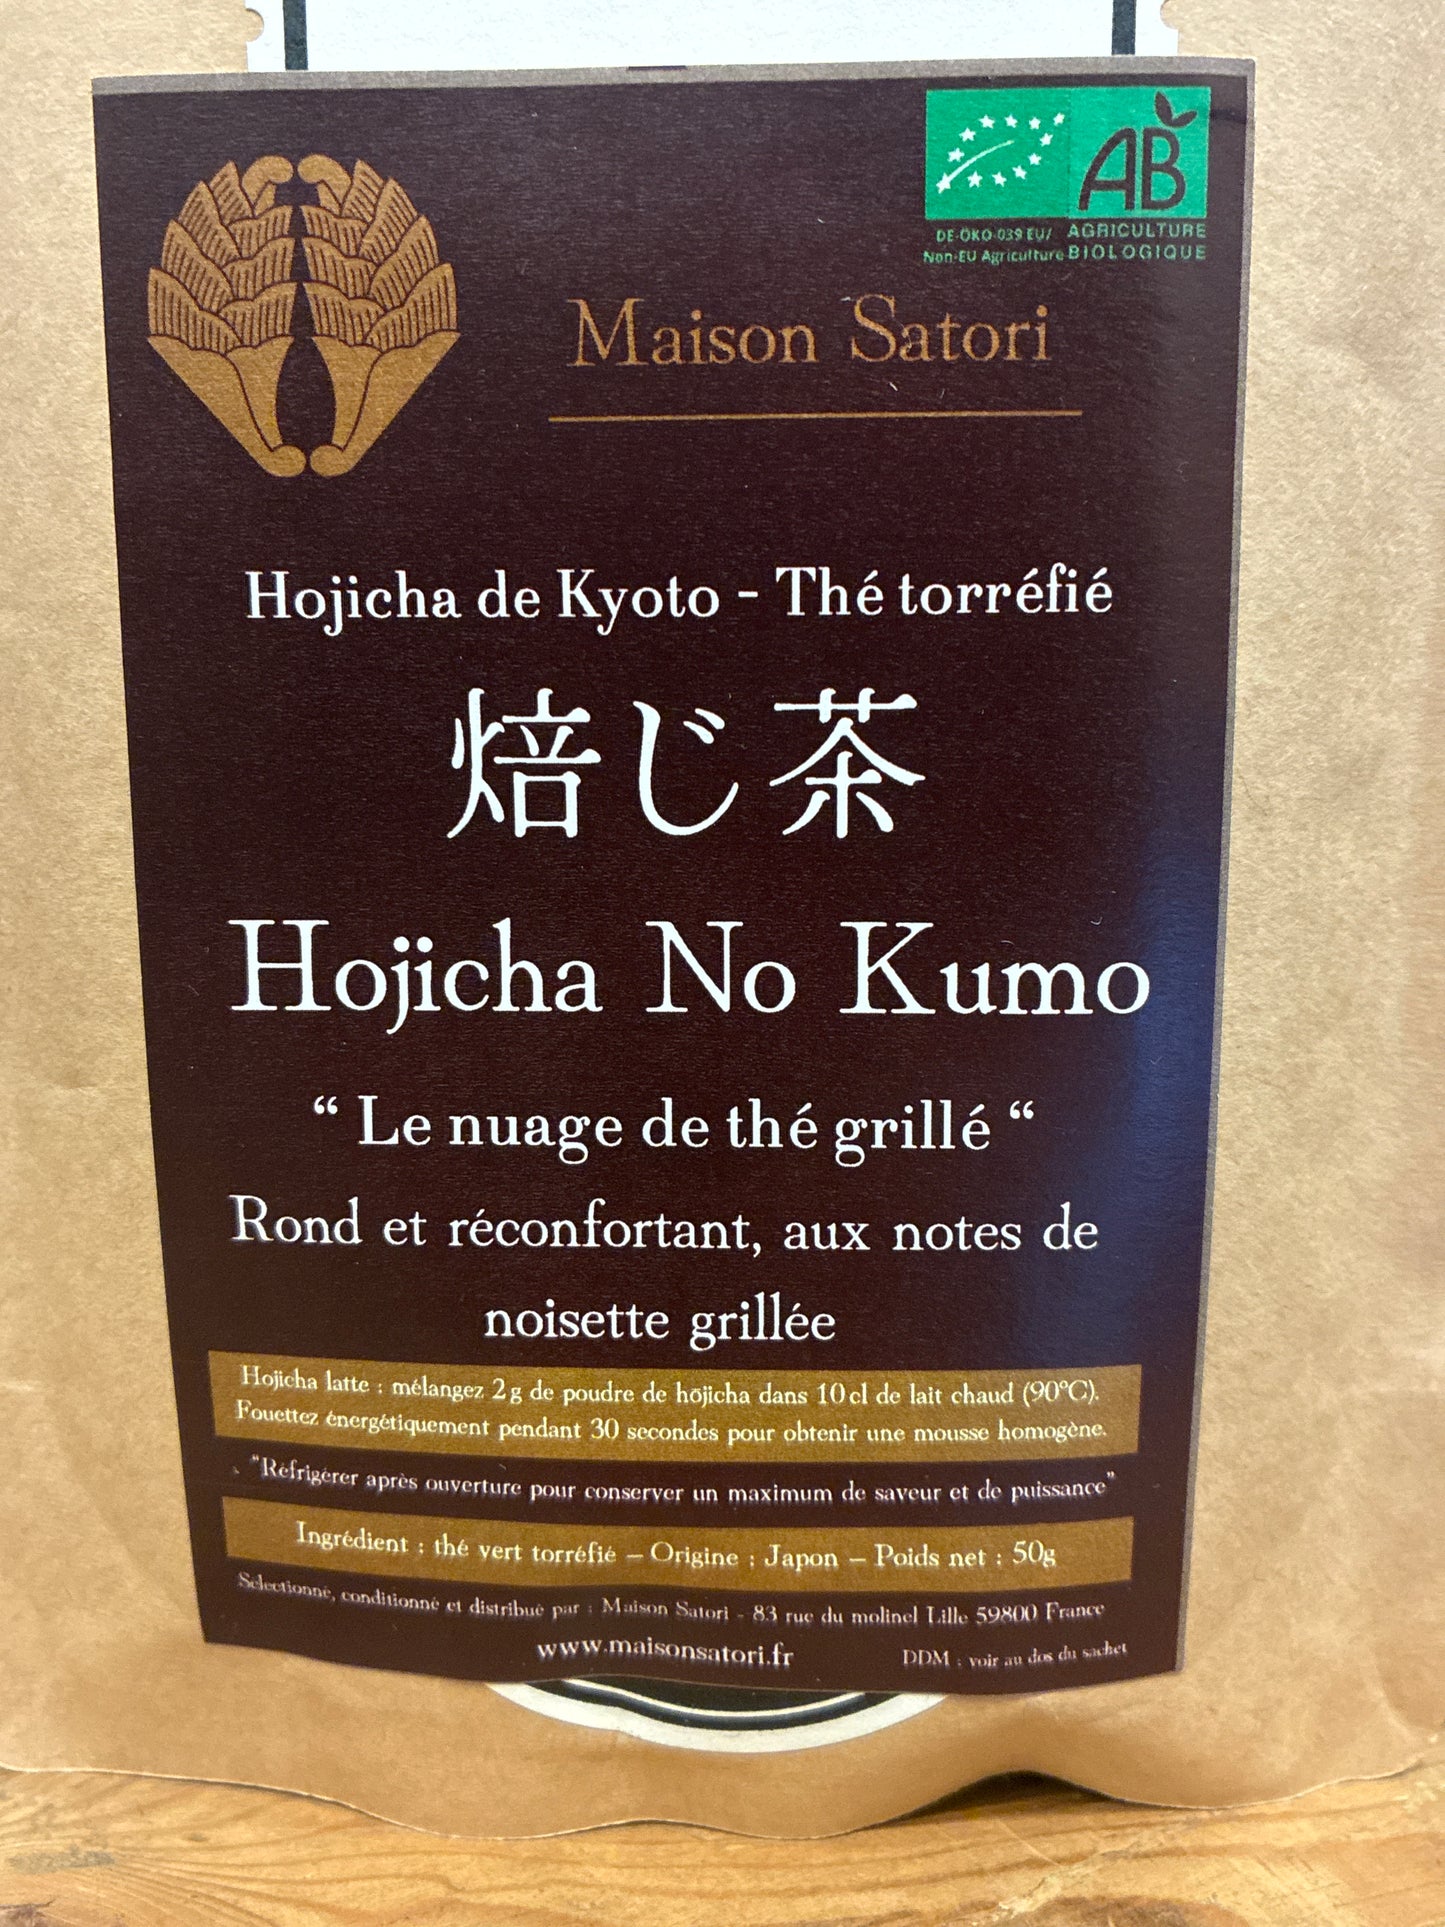 AB
DE-ÖKO-039 EU/
Non-EU Agriculture
AGRICULTURE
BIOLOGIQUE
Maison Satori
Hojicha de Kyoto - Thé torréfié
焙じ茶
Hojicha No Kumo
“ Le nuage de thé grillé “
Rond et réconfortant, aux notes de
noisette grillée
Hojicha latte : mélangez 2g de poudre de hōjicha dans 10cl de lait chaud (90°C).
Fouettez énergétiquement pendant 30 secondes pour obtenir une mousse homogène.
"Réfrigérer après ouverture pour conserver un maximum de saveur et de puissance"
Ingrédient : thé vert torréfié – Origine : Japon – Poids net : 50g
Sélectionné, conditionné et distribué par : Maison Satori - 83 rue du molinel Lille 59800 France
www.maisonsatori.fr
DDM : voir au dos du sachet